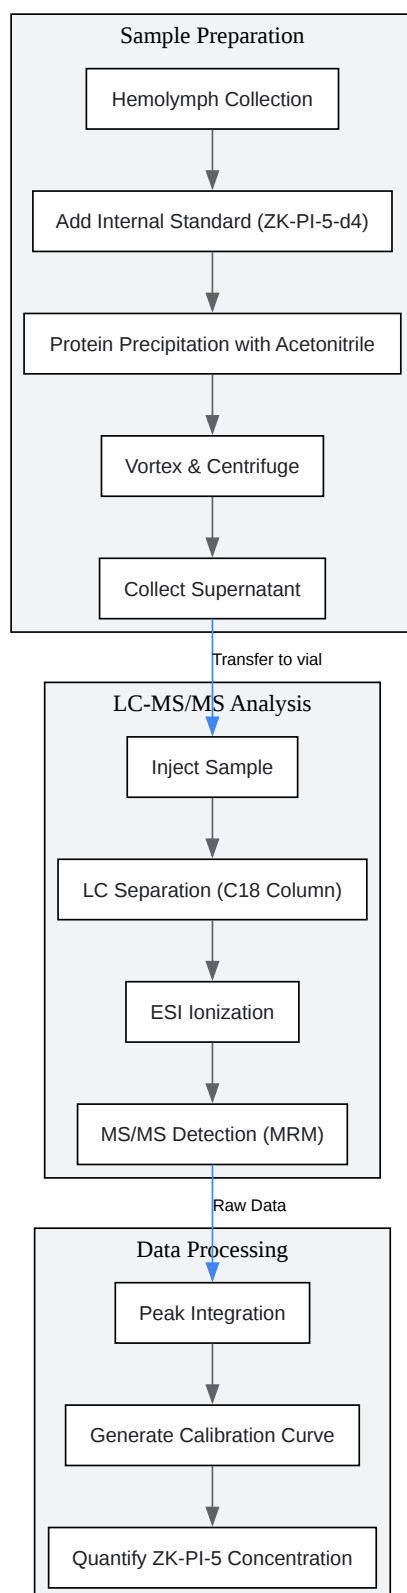 Sample Preparation
Hemolymph Collection
Add Internal Standard (ZK-PI-5-d4)
Protein Precipitation with Acetonitrile
Vortex & Centrifuge
Collect Supernatant
Transfer to vial
LC-MS/MS Analysis
Inject Sample
LC Separation (C18 Column)
ESI Ionization
MS/MS Detection (MRM)
Raw Data
Data Processing
Peak Integration
Generate Calibration Curve
Quantify ZK-PI-5 Concentration